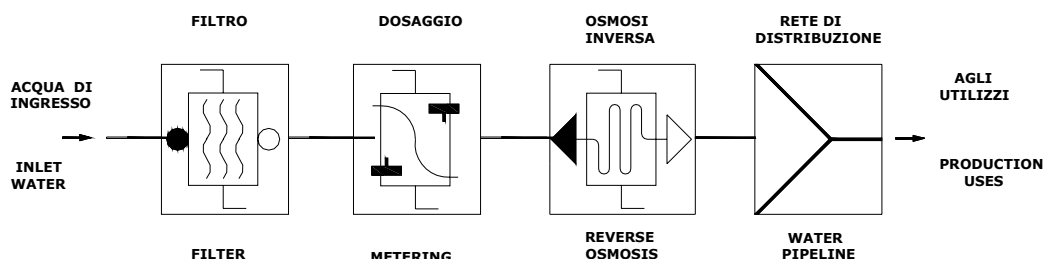 FILTRO
DOSAGGIO
OSMOSI
INVERSA
RETE DI
DISTRIBUZIONE
ACQUA DI
INGRESSO
AGLI
UTILIZZI
INLET
WATER
PRODUCTION
USES
FILTER
METERING
REVERSE
OSMOSIS
WATER
PIPELINE